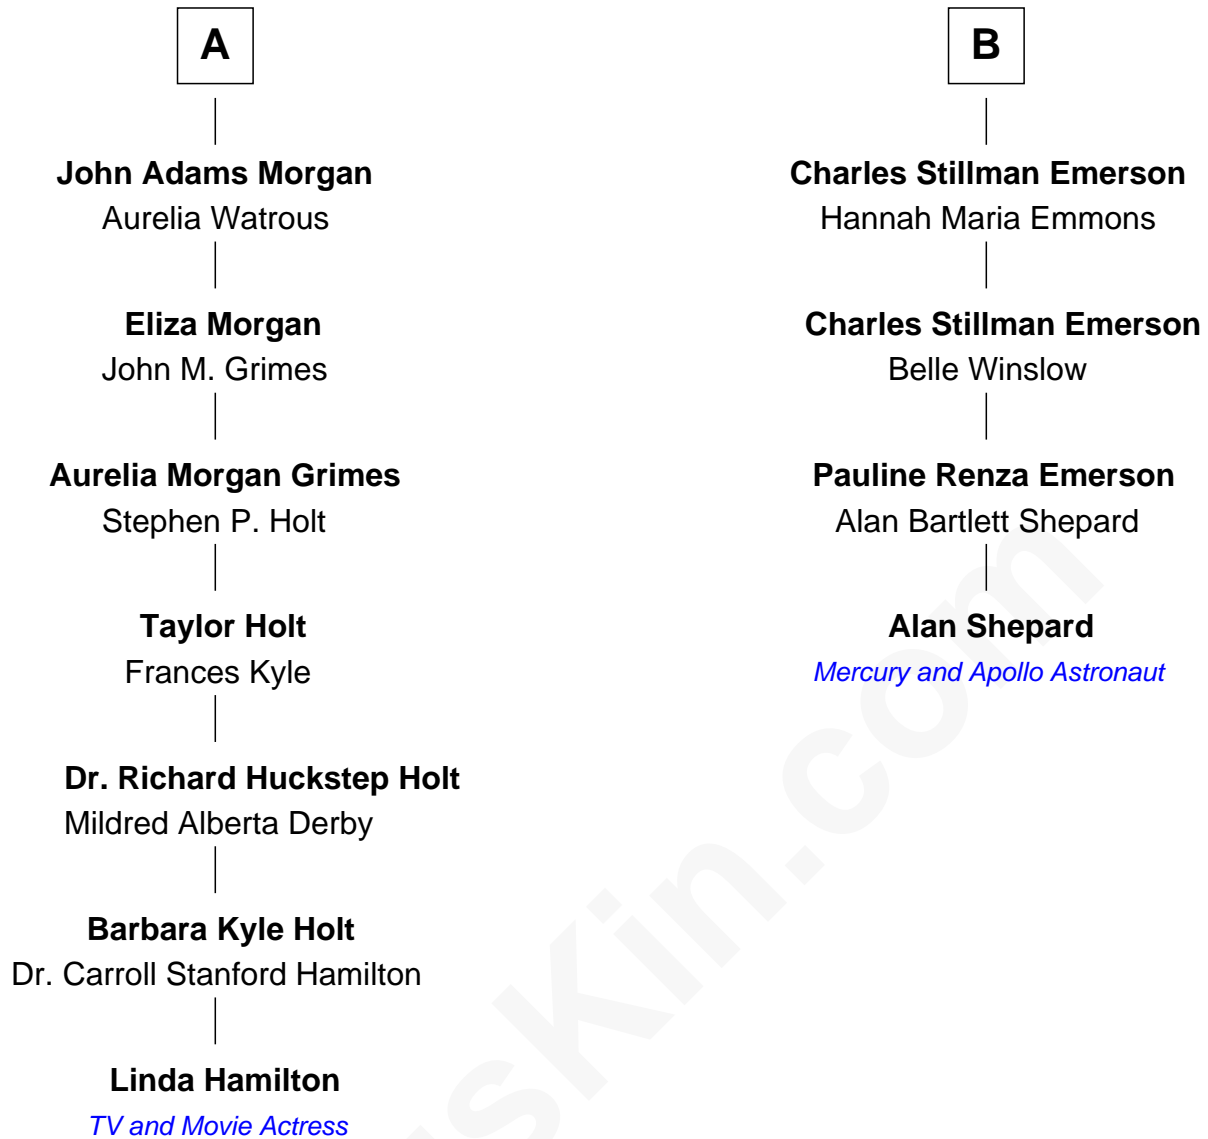 A
John Adams Morgan
Aurelia Watrous
Eliza Morgan
John M. Grimes
Aurelia Morgan Grimes
Stephen P. Holt
Taylor Holt
Frances Kyle
Dr. Richard Huckstep Holt
Mildred Alberta Derby
Barbara Kyle Holt
Dr. Carroll Stanford Hamilton
Linda Hamilton
TV and Movie Actress
B
Charles Stillman Emerson
Hannah Maria Emmons
Charles Stillman Emerson
Belle Winslow
Pauline Renza Emerson
Alan Bartlett Shepard
Alan Shepard
Mercury and Apollo Astronaut
sKin.com